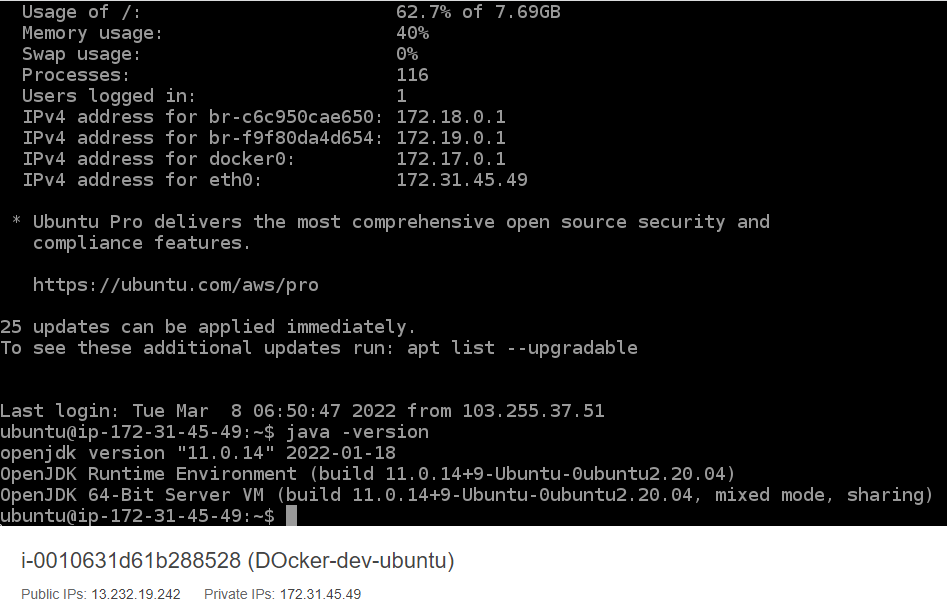 Usage of /: 62.7% of 7.69GB
Memory usage: 40%
Swap usage: 0%
Processes: 116
Users logged in: 1
IPv4 address for br-c6c950cae650: 172.18.0.1
IPv4 address for br-f9f80da4d654: 172.19.0.1
IPv4 address for docker0: 172.17.0.1
IPv4 address for eth0: 172.31.45.49
* Ubuntu Pro delivers the most comprehensive open source security and
compliance features.
https://ubuntu.com/aws/pro
25 updates can be applied immediately.
To see these additional updates run: apt list --upgradable
Last login: Tue Mar  8 06:50:47 2022 from 103.255.37.51
ubuntu@ip-172-31-45-49:~$ java -version
openjdk version "11.0.14" 2022-01-18
OpenJDK Runtime Environment (build 11.0.14+9-Ubuntu-0ubuntu2.20.04)
OpenJDK 64-Bit Server VM (build 11.0.14+9-Ubuntu-0ubuntu2.20.04, mixed mode, sharing)
ubuntu@ip-172-31-45-49:~$
i-0010631d61b288528 (DOcker-dev-ubuntu)
Public IPs: 13.232.19.242 Private IPs: 172.31.45.49